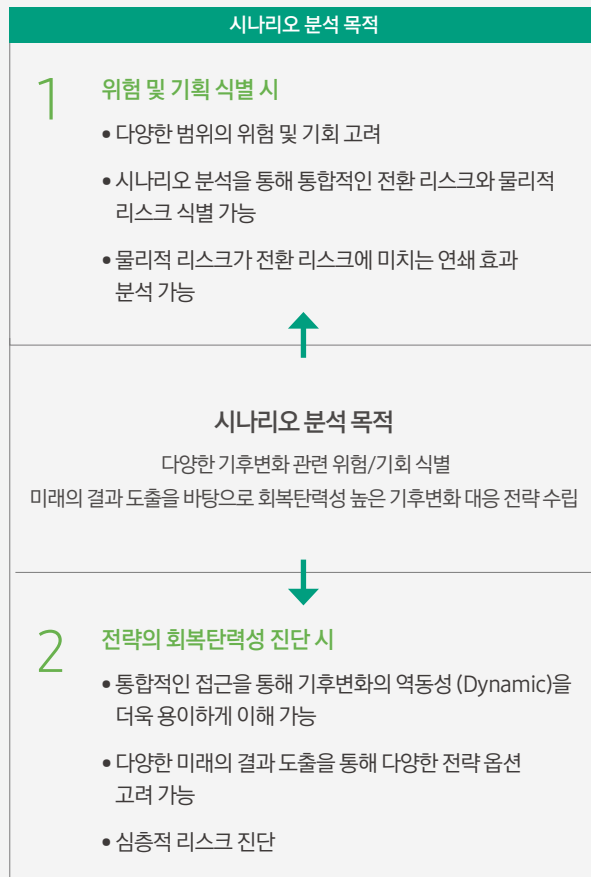 시나리오 분석 목적
1
위험 및 기획 식별 시
• 다양한 범위의 위험 및 기회 고려
• 시나리오 분석을 통해 통합적인 전환 리스크와 물리적
리스크 식별 가능
• 물리적 리스크가 전환 리스크에 미치는 연쇄 효과
분석 가능
시나리오 분석 목적
다양한 기후변화 관련 위험/기회 식별
미래의 결과 도출을 바탕으로 회복탄력성 높은 기후변화 대응 전략 수립
2
전략의 회복탄력성 진단 시
• 통합적인 접근을 통해 기후변화의 역동성 (Dynamic)을
더욱 용이하게 이해 가능
• 다양한 미래의 결과 도출을 통해 다양한 전략 옵션
고려 가능
• 심층적 리스크 진단